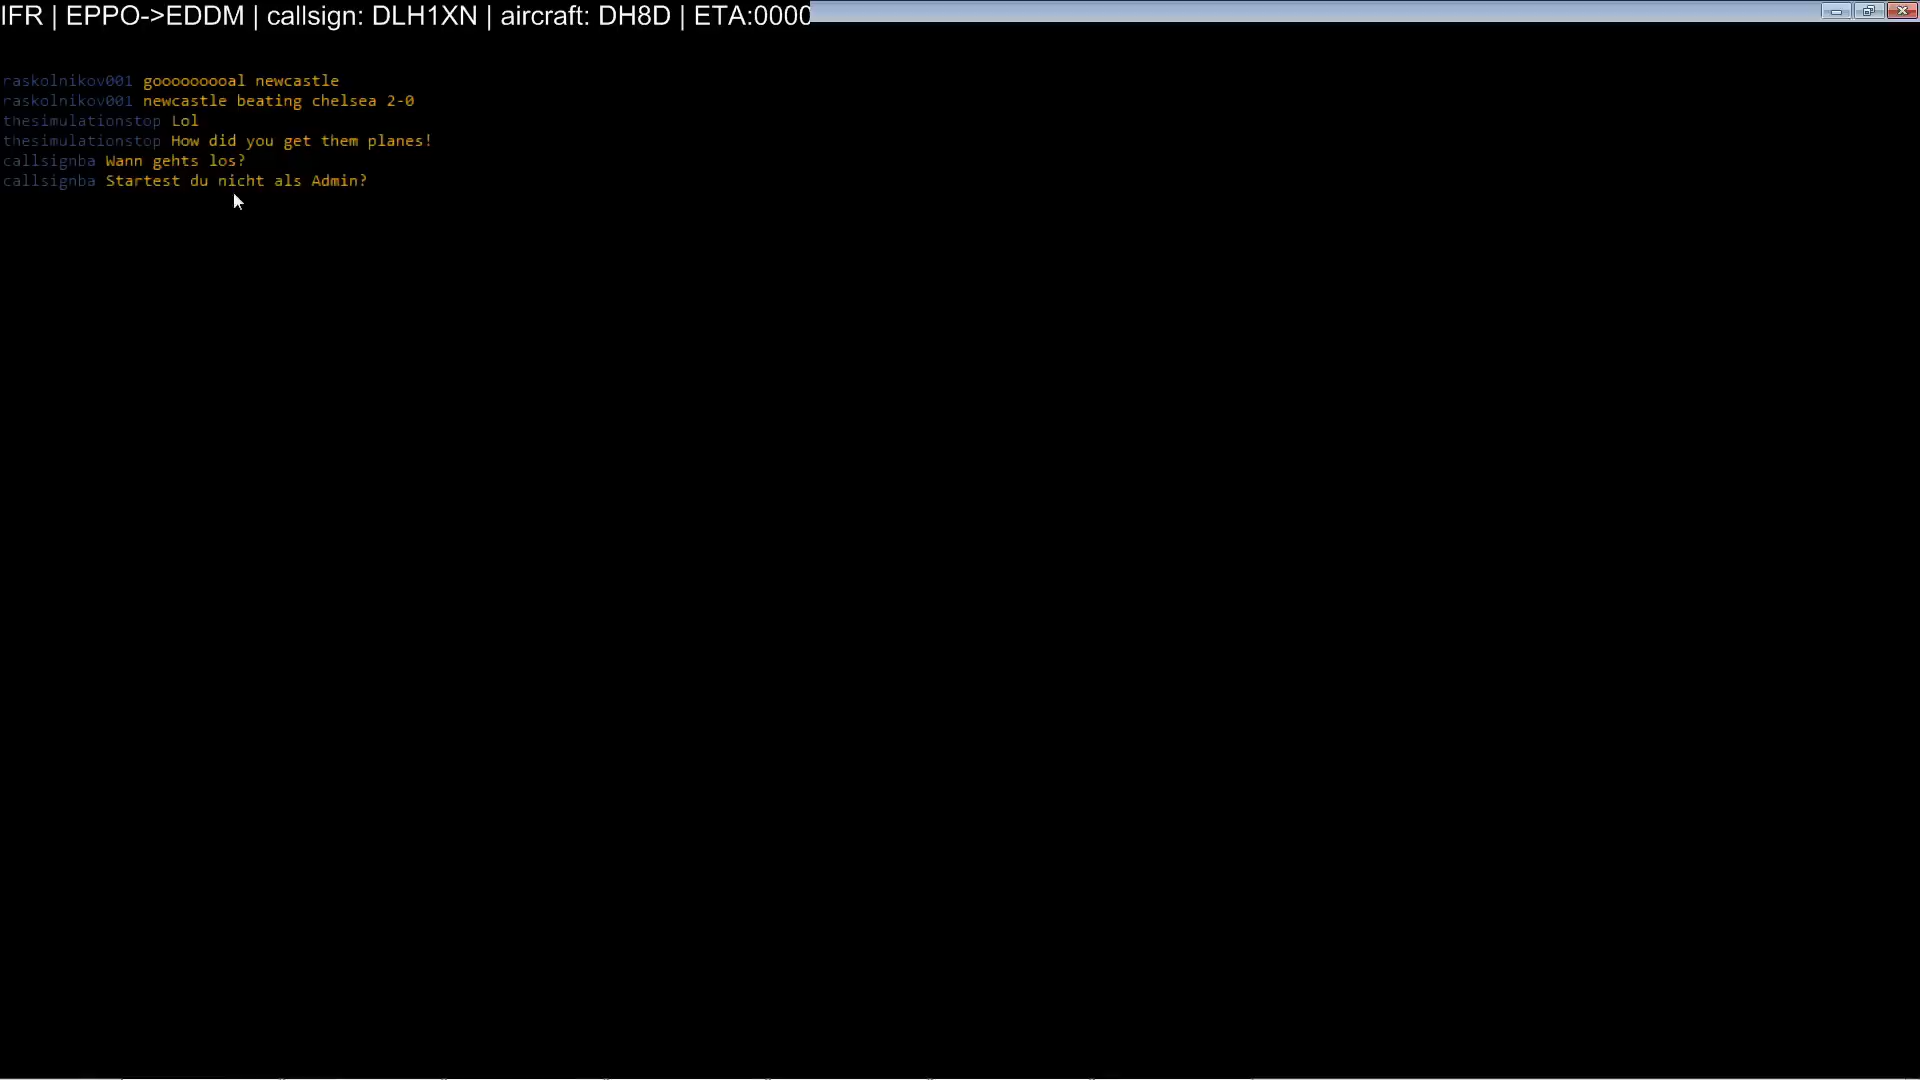 IFR | EPPO->EDDM | callsign: DLH1XN | aircraft: DH8D | ETA:0000
raskolnikov001 gooooooooal newcastle
raskolnikov001 newcastle beating chelsea 2-0
thesimulationstop Lol
thesimulationstop How did you get them planes!
callsignba Wann gehts los?
callsignba Startest du nicht als Admin?